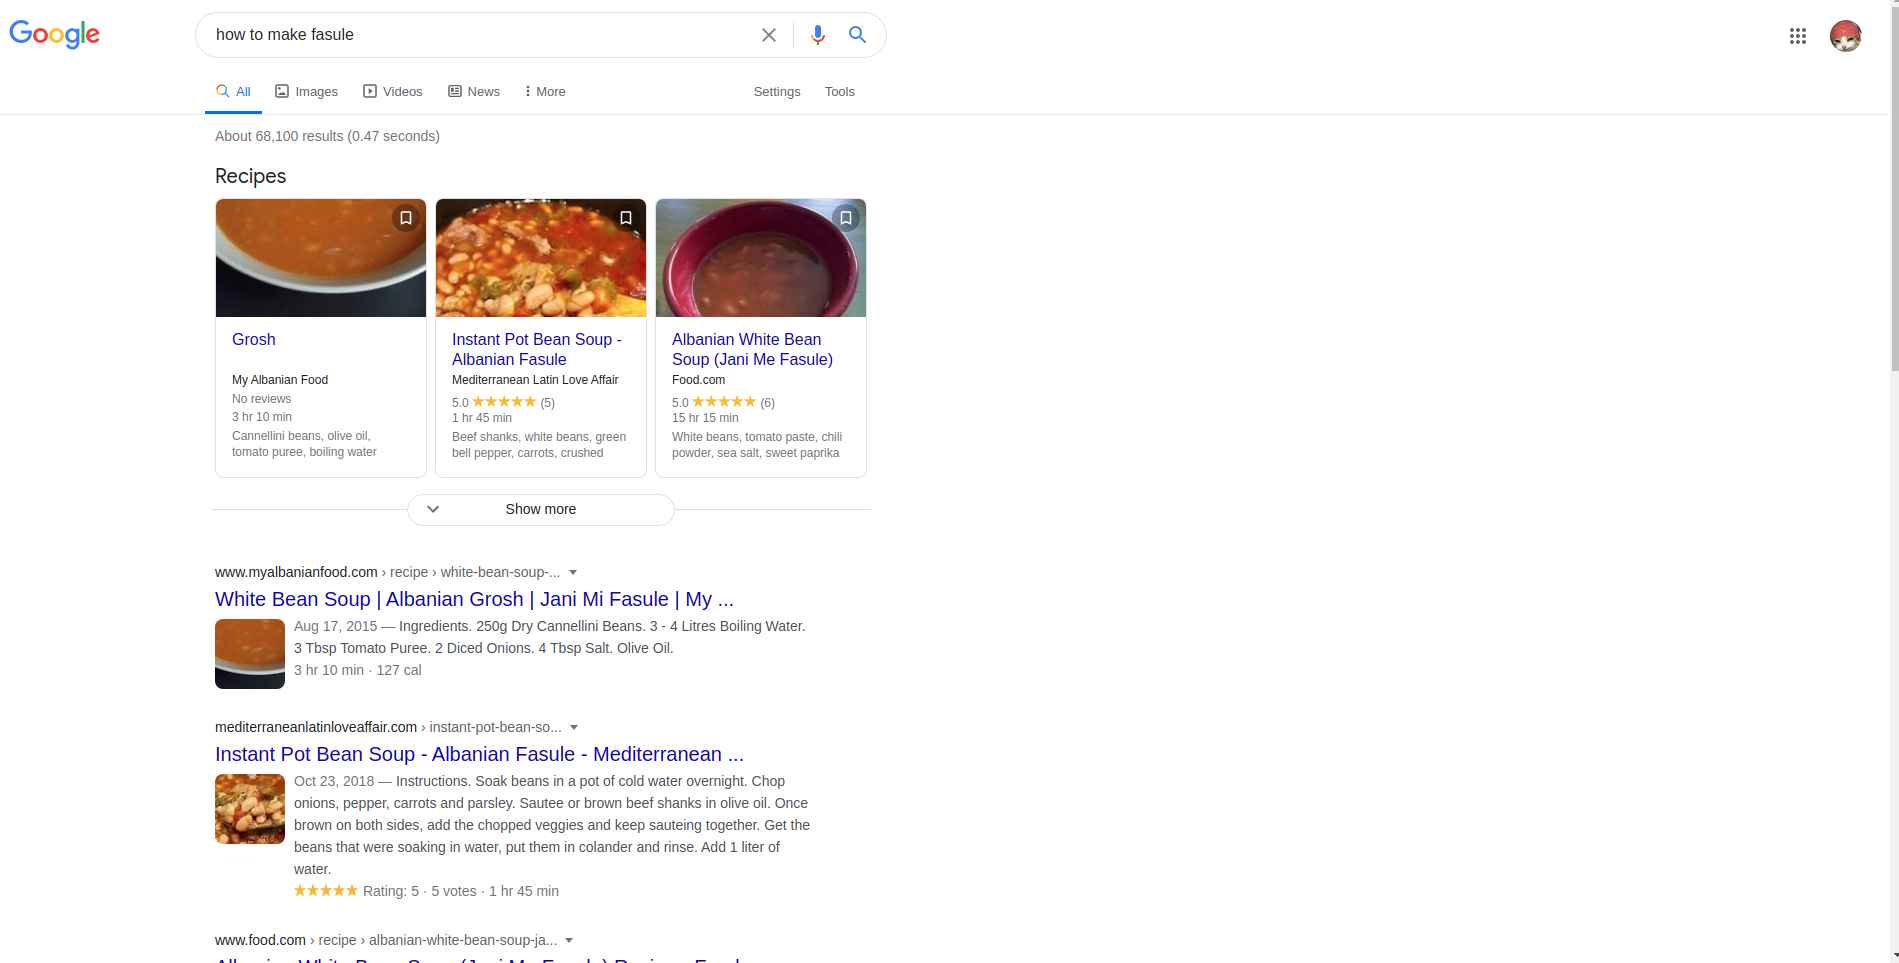 Google
how to make fasule
All
Images
Videos
News
More
Settings
Tools
About 68,100 results (0.47 seconds)
Recipes
Grosh
My Albanian Food
No reviews
3 hr 10 min
Cannellini beans, olive oil,
tomato puree, boiling water
Instant Pot Bean Soup -
Albanian Fasule
Mediterranean Latin Love Affair
5.0 ★★★★★ (5)
1 hr 45 min
Beef shanks, white beans, green
bell pepper, carrots, crushed
Albanian White Bean
Soup (Jani Me Fasule)
Food.com
5.0 ★★★★★ (6)
15 hr 15 min
White beans, tomato paste, chili
powder, sea salt, sweet paprika
Show more
www.myalbanianfood.com › recipe › white-bean-soup-...
White Bean Soup | Albanian Grosh | Jani Mi Fasule | My ...
Aug 17, 2015 — Ingredients. 250g Dry Cannellini Beans. 3 - 4 Litres Boiling Water.
3 Tbsp Tomato Puree. 2 Diced Onions. 4 Tbsp Salt. Olive Oil.
3 hr 10 min · 127 cal
mediterraneanlatinloveaffair.com › instant-pot-bean-so...
Instant Pot Bean Soup - Albanian Fasule - Mediterranean ...
Oct 23, 2018 — Instructions. Soak beans in a pot of cold water overnight. Chop
onions, pepper, carrots and parsley. Sautee or brown beef shanks in olive oil. Once
brown on both sides, add the chopped veggies and keep sauteing together. Get the
beans that were soaking in water, put them in colander and rinse. Add 1 liter of
water.
★★★★★ Rating: 5 · 5 votes · 1 hr 45 min
www.food.com › recipe › albanian-white-bean-soup-ja...
Albanian White Bean Soup (Jani Me Fasule) Recipe - Food